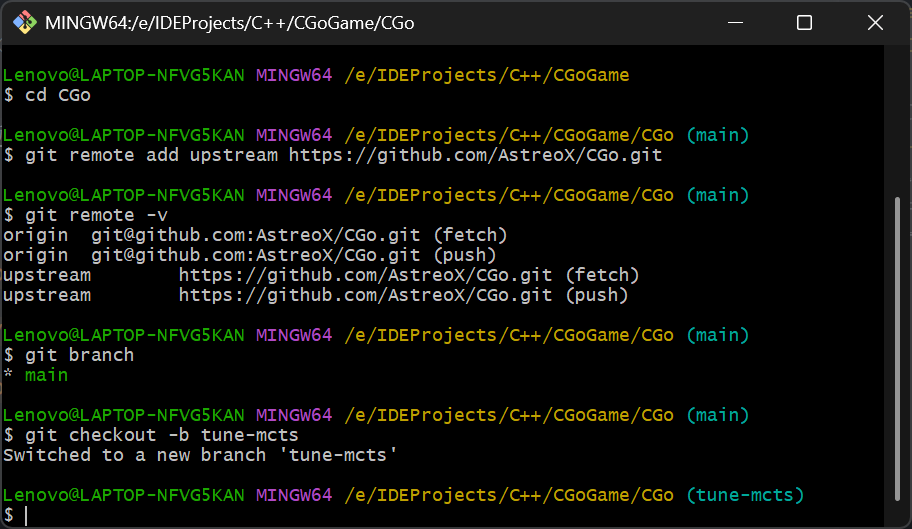 MINGW64:/e/IDEProjects/C++/CGoGame/CGo
Lenovo@LAPTOP-NFVG5KAN MINGW64 /e/IDEProjects/C++/CGoGame
$ cd CGo
Lenovo@LAPTOP-NFVG5KAN MINGW64 /e/IDEProjects/C++/CGoGame/CGo (main)
$ git remote add upstream https://github.com/AstreoX/CGo.git
Lenovo@LAPTOP-NFVG5KAN MINGW64 /e/IDEProjects/C++/CGoGame/CGo (main)
$ git remote -v
origin  git@github.com:AstreoX/CGo.git (fetch)
origin  git@github.com:AstreoX/CGo.git (push)
upstream        https://github.com/AstreoX/CGo.git (fetch)
upstream        https://github.com/AstreoX/CGo.git (push)
Lenovo@LAPTOP-NFVG5KAN MINGW64 /e/IDEProjects/C++/CGoGame/CGo (main)
$ git branch
* main
Lenovo@LAPTOP-NFVG5KAN MINGW64 /e/IDEProjects/C++/CGoGame/CGo (main)
$ git checkout -b tune-mcts
Switched to a new branch 'tune-mcts'
Lenovo@LAPTOP-NFVG5KAN MINGW64 /e/IDEProjects/C++/CGoGame/CGo (tune-mcts)
$